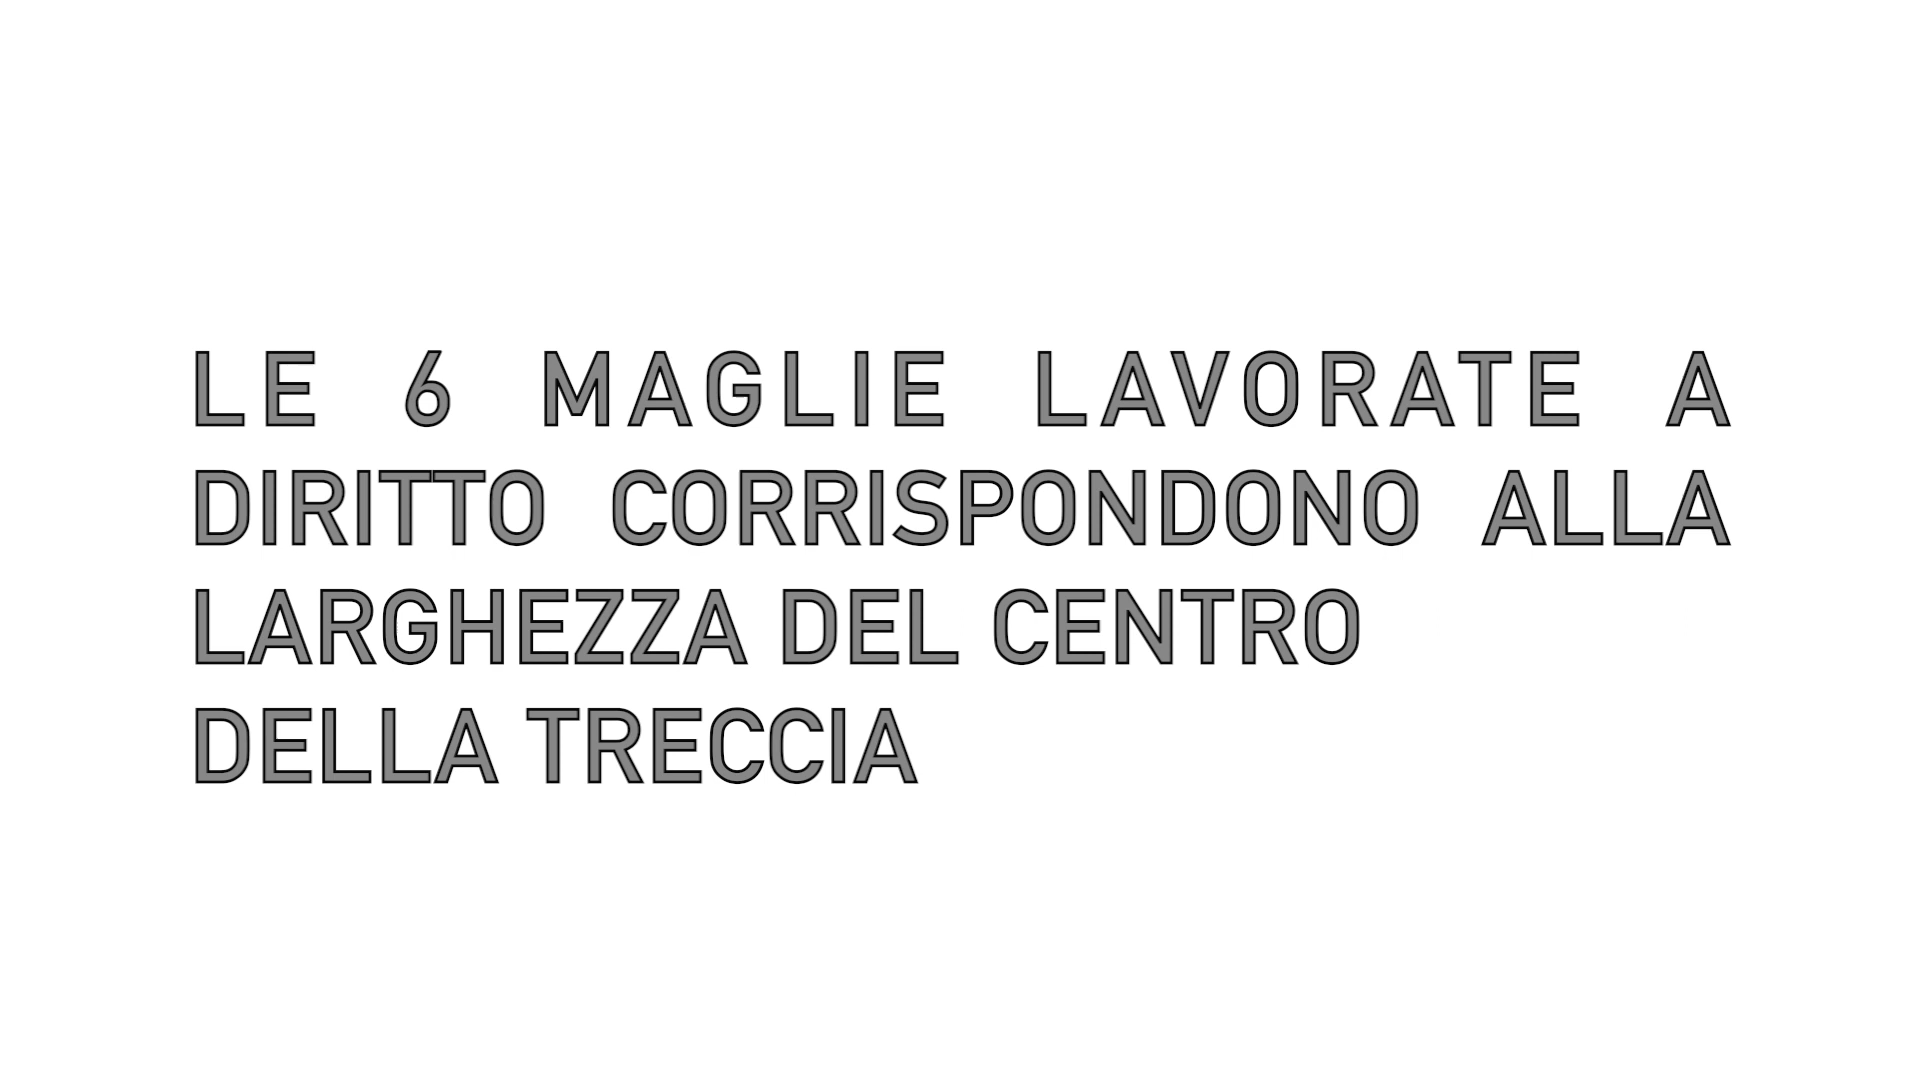 LE 6 MAGLIE LAVORATE A
DIRITTO CORRISPONDONO ALLA
LARGHEZZA DEL CENTRO
DELLA TRECCIA